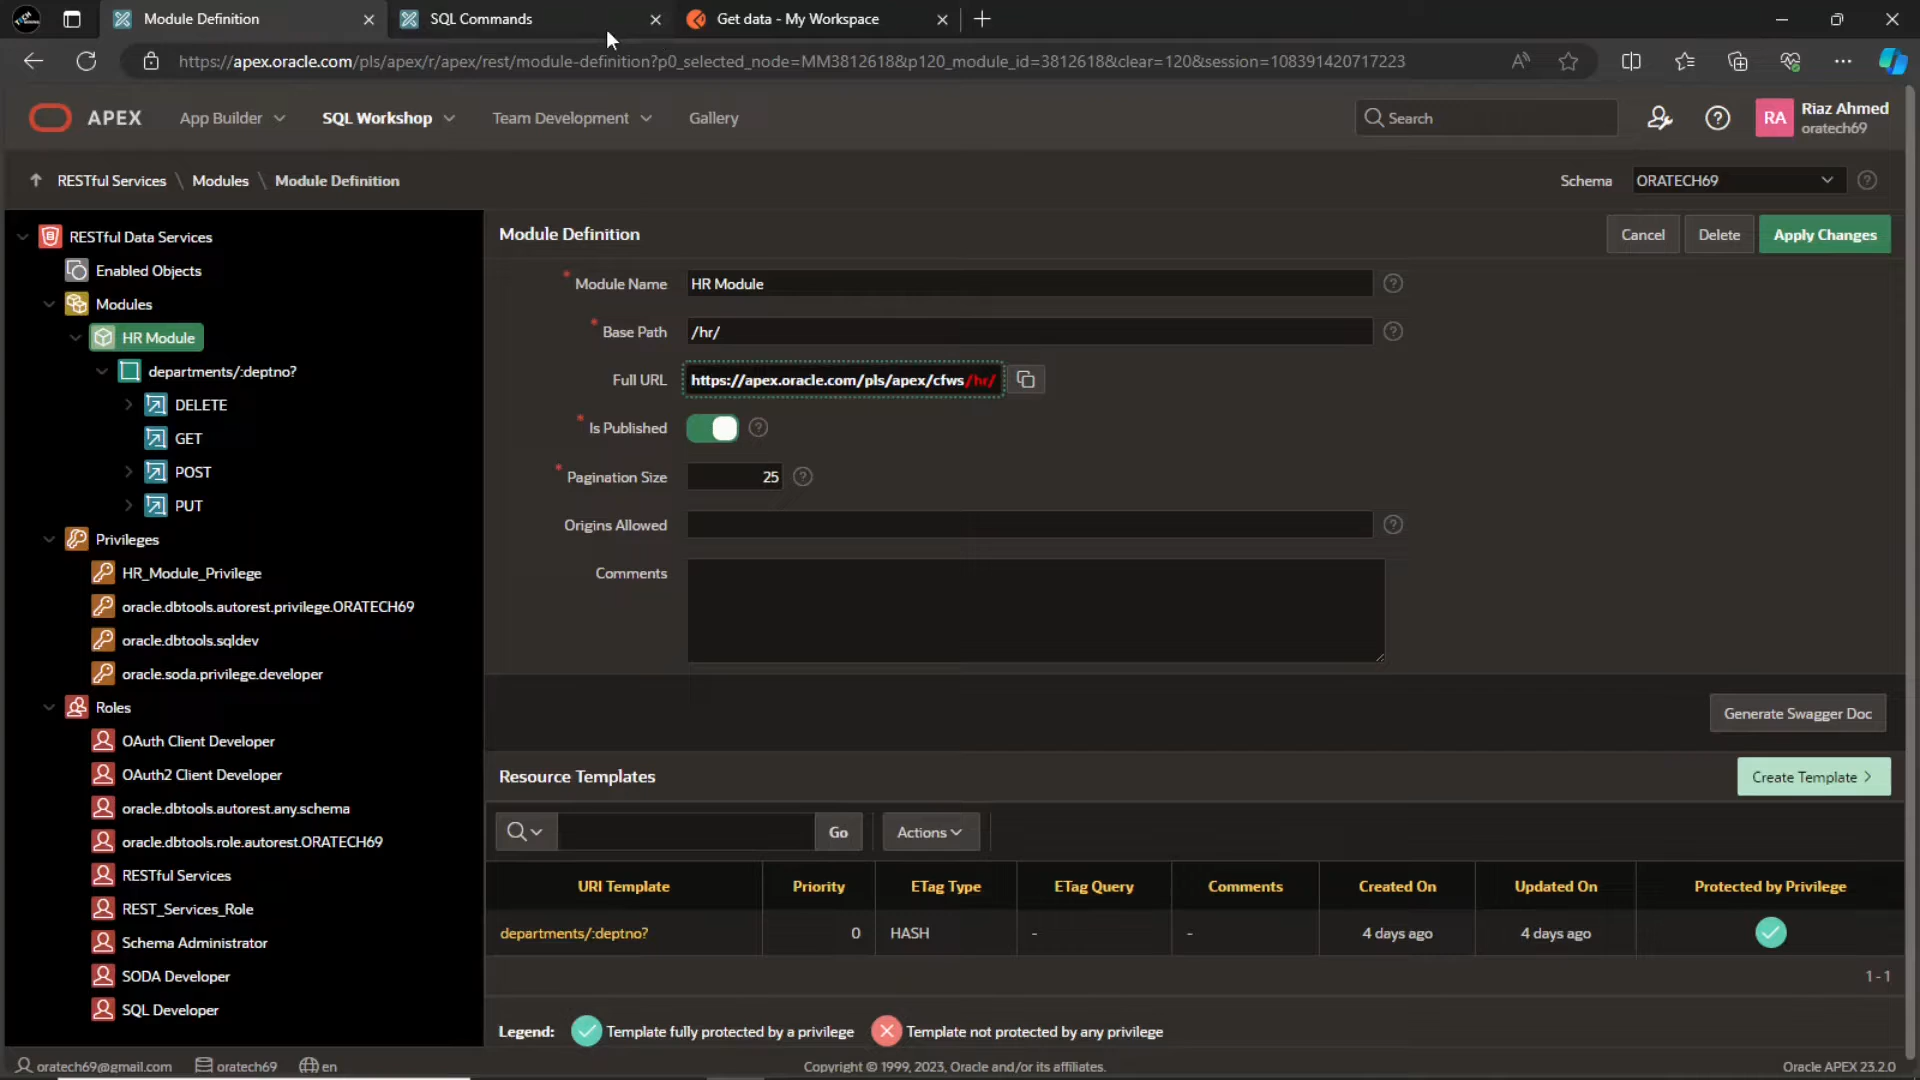 Module Definition
SQL Commands
Get data - My Workspace
https://apex.oracle.com/pls/apex/r/apex/rest/module-definition?p0_selected_node=MM3812618&p120_module_id=3812618&clear=120&session=108391420717223
APEX
App Builder
SQL Workshop
Team Development
Gallery
Search
RA
Riaz Ahmed
oratech69
RESTful Services \ Modules \ Module Definition
Schema
ORATECH69
RESTful Data Services
Enabled Objects
Modules
HR Module
departments/:deptno?
DELETE
GET
POST
PUT
Privileges
HR_Module_Privilege
oracle.dbtools.autorest.privilege.ORATECH69
oracle.dbtools.sqldev
oracle.soda.privilege.developer
Roles
OAuth Client Developer
OAuth2 Client Developer
oracle.dbtools.autorest.any.schema
oracle.dbtools.role.autorest.ORATECH69
RESTful Services
REST_Services_Role
Schema Administrator
SODA Developer
SQL Developer
Module Definition
Cancel
Delete
Apply Changes
* Module Name
HR Module
* Base Path
/hr/
Full URL
https://apex.oracle.com/pls/apex/cfws/hr/
* Is Published
* Pagination Size
25
Origins Allowed
Comments
Generate Swagger Doc
Resource Templates
Create Template >
Go
Actions
URI Template
Priority
ETag Type
ETag Query
Comments
Created On
Updated On
Protected by Privilege
departments/:deptno?
0
HASH
-
-
4 days ago
4 days ago
1 - 1
Legend:
Template fully protected by a privilege
Template not protected by any privilege
oratech69@gmail.com
oratech69
en
Copyright © 1999, 2023, Oracle and/or its affiliates.
Oracle APEX 23.2.0